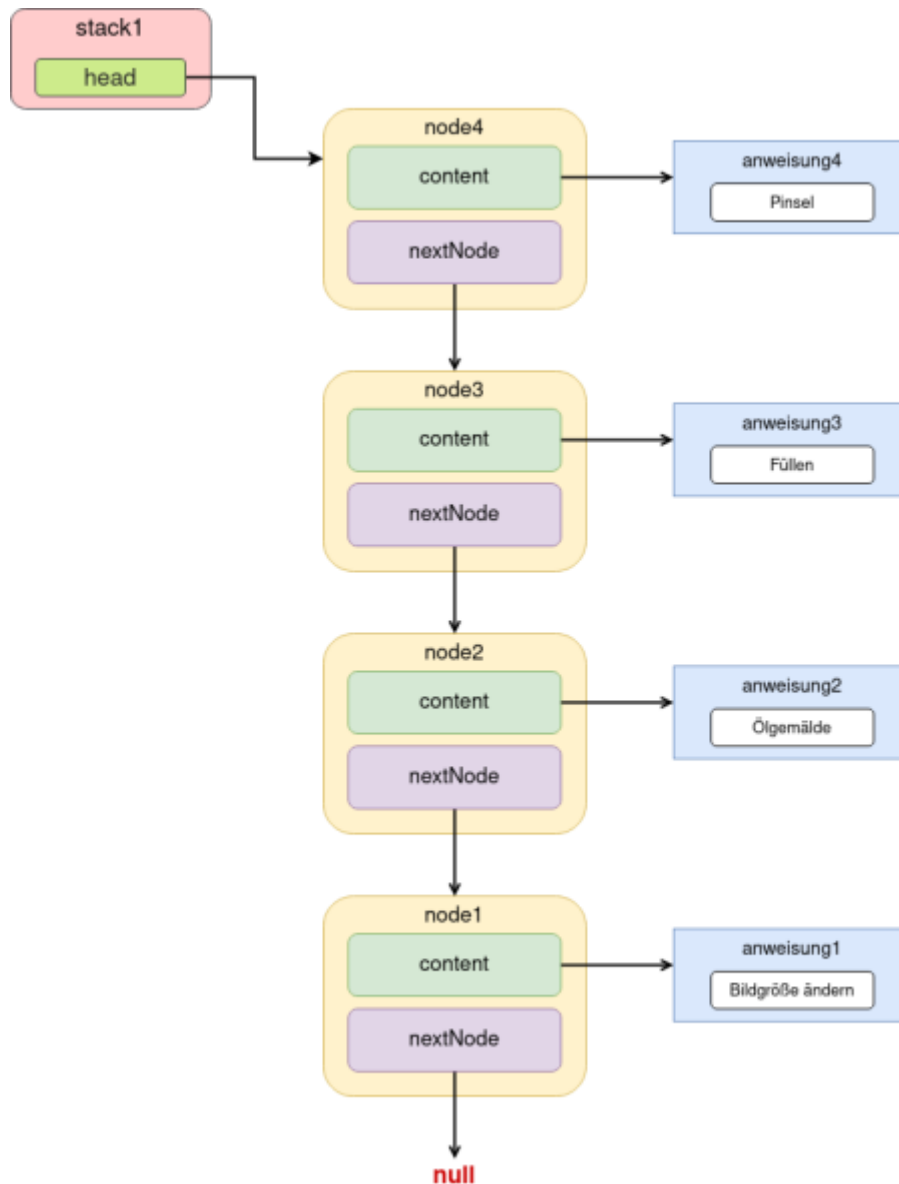 stack1
head
node4
content
anweisung4
Pinsel
nextNode
node3
content
anweisung3
Füllen
nextNode
node2
content
anweisung2
Ölgemälde
nextNode
node1
content
anweisung1
Bildgröße ändern
nextNode
null